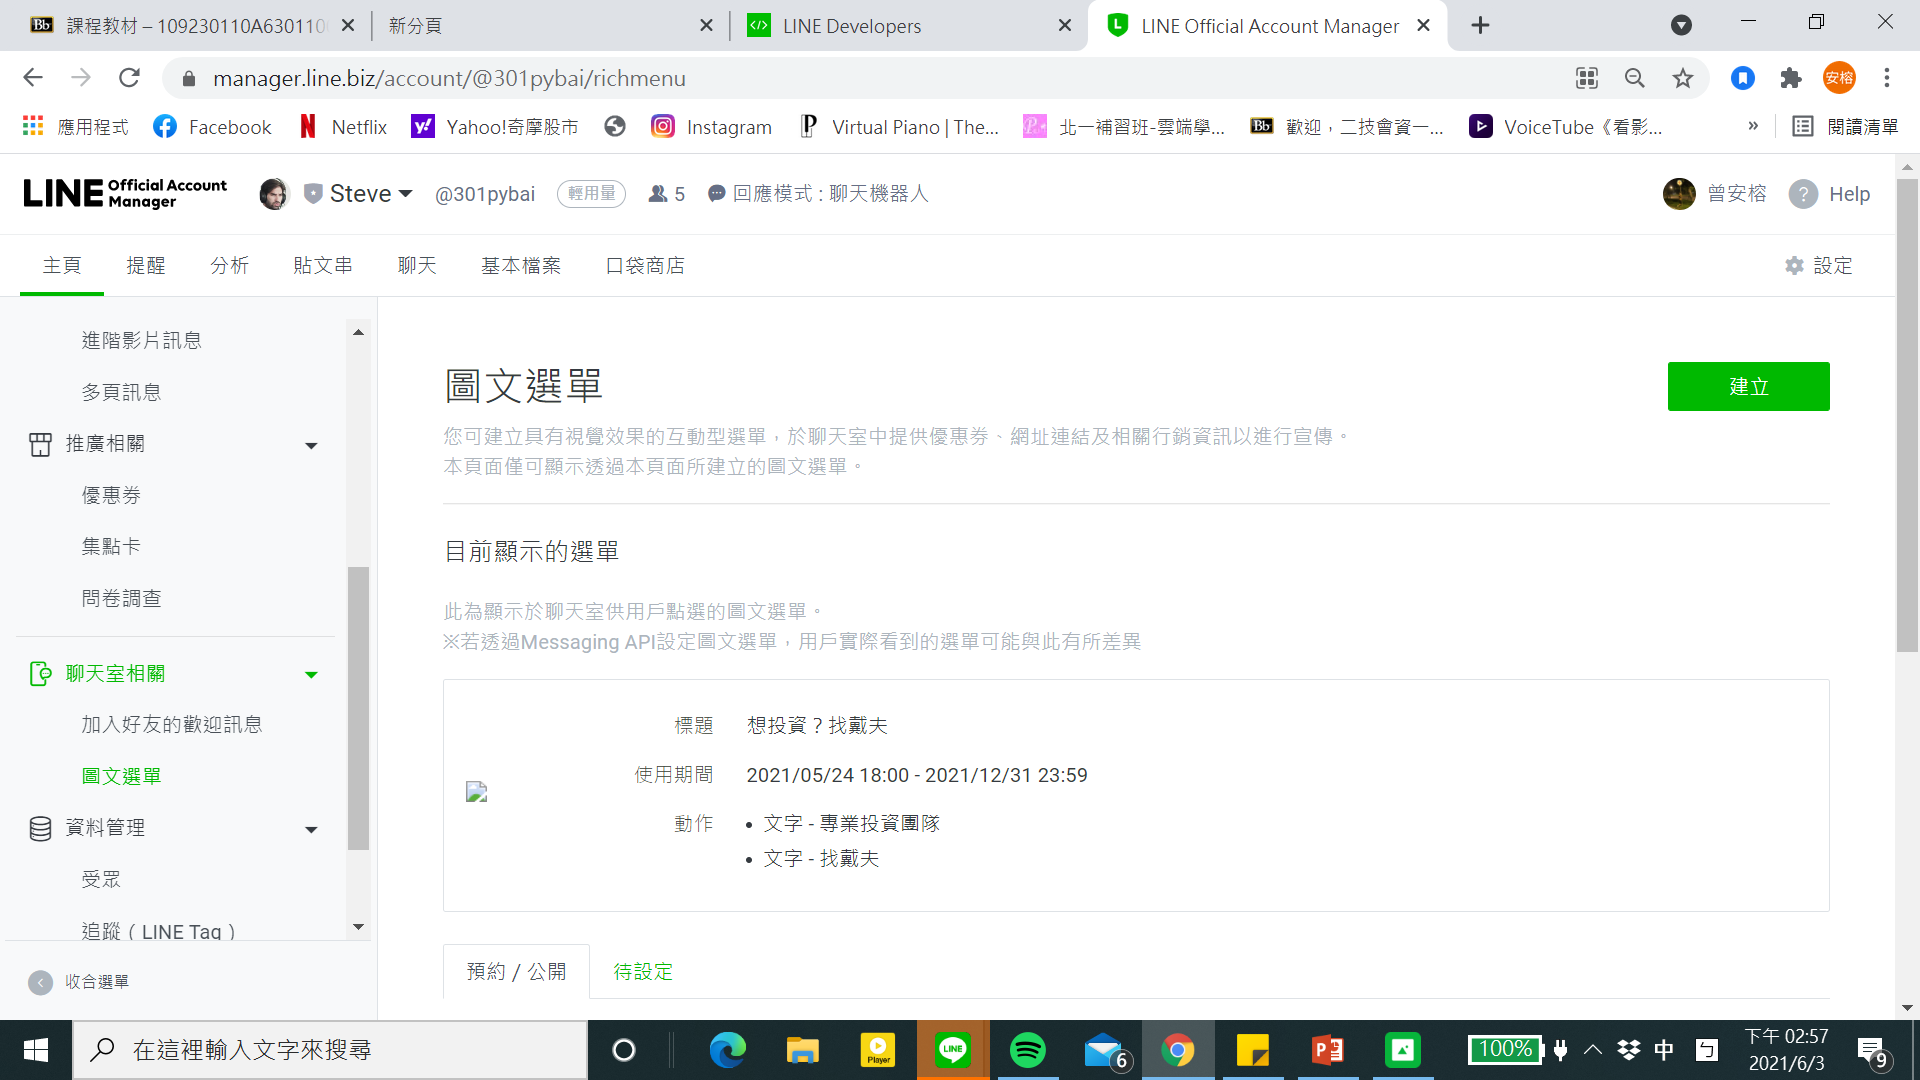 課程教材 – 109230110A630110
新分頁
LINE Developers
LINE Official Account Manager
manager.line.biz/account/@301pybai/richmenu
安榕
應用程式
Facebook
Netflix
Yahoo!奇摩股市
Instagram
Virtual Piano | The...
北一補習班-雲端學...
歡迎，二技會資一...
VoiceTube《看影...
»
閱讀清單
LINE Official Account Manager
Steve
@301pybai
輕用量
5
回應模式 : 聊天機器人
曾安榕
Help
主頁
提醒
分析
貼文串
聊天
基本檔案
口袋商店
設定
進階影片訊息
多頁訊息
推廣相關
優惠券
集點卡
問卷調查
聊天室相關
加入好友的歡迎訊息
圖文選單
資料管理
受眾
追蹤（LINE Tag）
收合選單
圖文選單
建立
您可建立具有視覺效果的互動型選單，於聊天室中提供優惠券、網址連結及相關行銷資訊以進行宣傳。
本頁面僅可顯示透過本頁面所建立的圖文選單。
目前顯示的選單
此為顯示於聊天室供用戶點選的圖文選單。
※若透過Messaging API設定圖文選單，用戶實際看到的選單可能與此有所差異
標題 想投資？找戴夫
使用期間 2021/05/24 18:00 - 2021/12/31 23:59
動作 • 文字 - 專業投資團隊
• 文字 - 找戴夫
預約 / 公開
待設定
在這裡輸入文字來搜尋
Player
LINE
6
100%
中
ㄅ
下午 02:57
2021/6/3
9